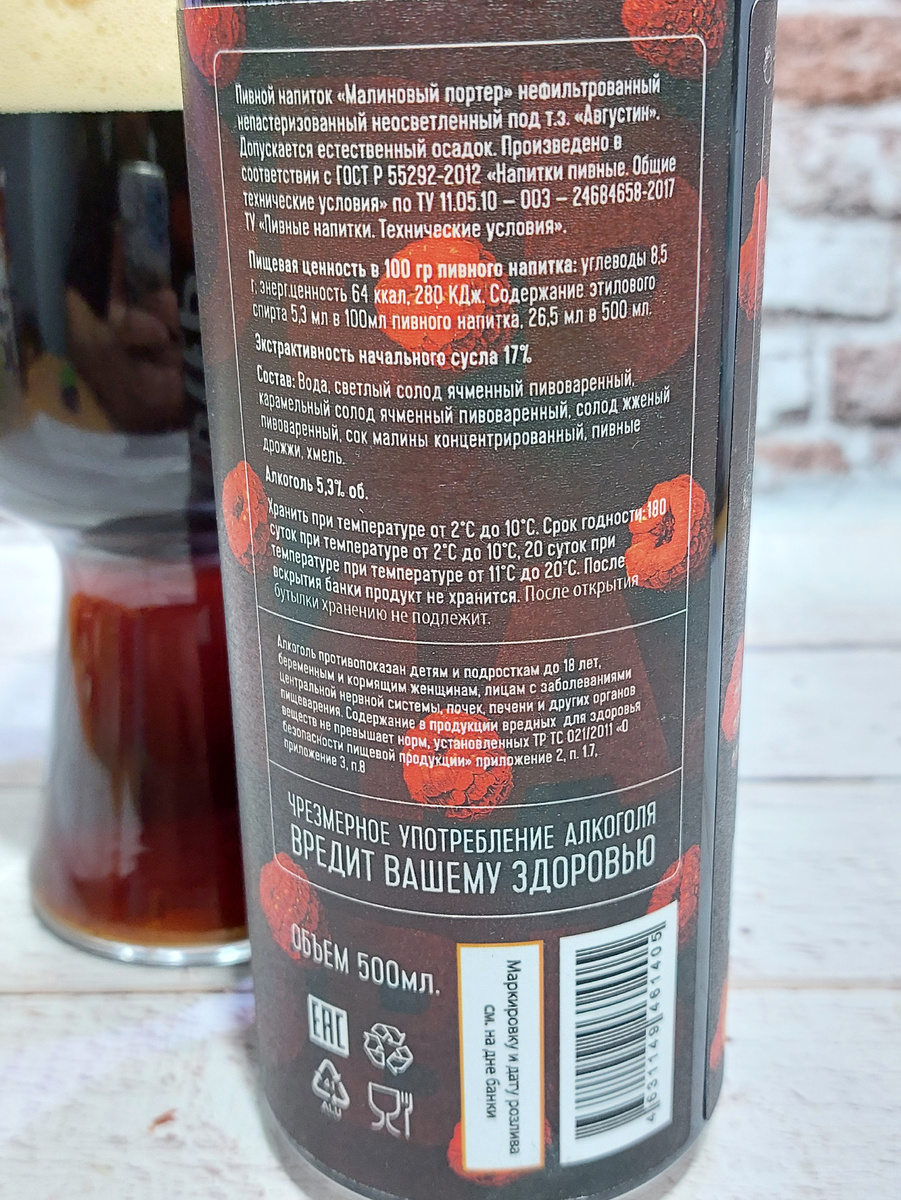 Пивной напиток «Малиновый портер» нефильтрованный
непастеризованный неосветленный под т.з. «Августин».
Допускается естественный осадок. Произведено в
соответствии с ГОСТ Р 55292-2012 «Напитки пивные. Общие
технические условия» по ТУ 11.05.10 – 003 – 24684658-2017
ТУ «Пивные напитки. Технические условия».
Пищевая ценность в 100 гр пивного напитка: углеводы 8,5
г, энерг.ценность 64 ккал, 280 КДж. Содержание этилового
спирта 5,3 мл в 100мл пивного напитка, 26,5 мл в 500 мл.
Экстрактивность начального сусла 17%
Состав: Вода, светлый солод ячменный пивоваренный,
карамельный солод ячменный пивоваренный, солод жженый
пивоваренный, сок малины концентрированный, пивные
дрожжи, хмель.
Алкоголь 5,3% об.
Хранить при температуре от 2°С до 10°С. Срок годности:180
суток при температуре от 2°С до 10°С, 20 суток при
температуре при температуре от 11°С до 20°С. После
вскрытия банки продукт не хранится. После открытия
бутылки хранению не подлежит.
Алкоголь противопоказан детям и подросткам до 18 лет,
беременным и кормящим женщинам, лицам с заболеваниями
центральной нервной системы, почек, печени и других органов
пищеварения. Содержание в продукции вредных для здоровья
веществ не превышает норм, установленных ТР ТС 021/2011 «О
безопасности пищевой продукции» приложение 2, п. 1.7,
приложение 3, п.8
ЧРЕЗМЕРНОЕ УПОТРЕБЛЕНИЕ АЛКОГОЛЯ
ВРЕДИТ ВАШЕМУ ЗДОРОВЬЮ
ОБЪЕМ 500мл.
EAC
41
ALU
Маркировку и дату розлива
см. на дне банки
4631149461405